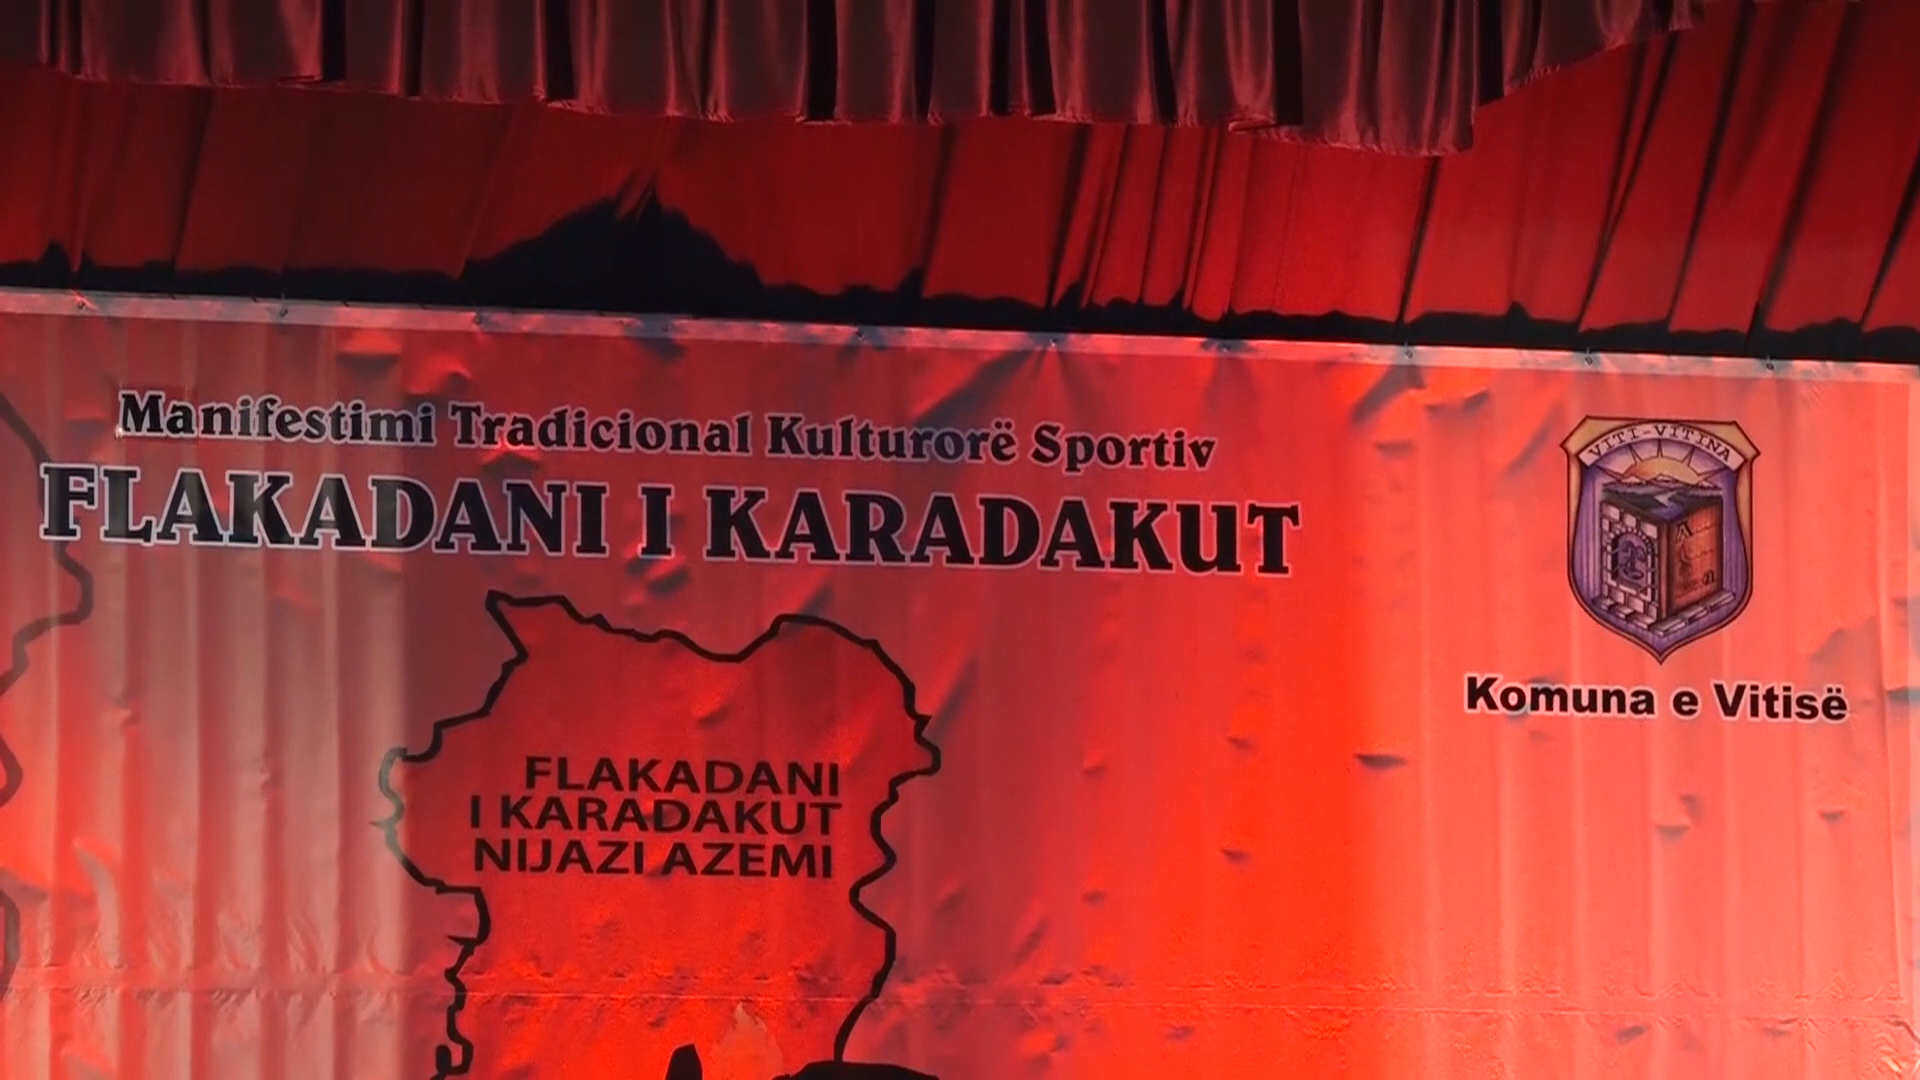 Manifestimi Tradicional Kulturorë Sportiv
FLAKADANI I KARADAKUT
VITI-VITINA
Komuna e Vitisë
FLAKADANI
I KARADAKUT
NIJAZI AZEMI